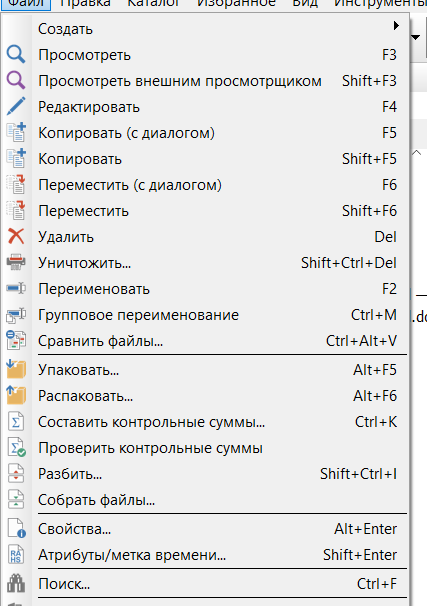 Файл Правка Каталог Избранное Вид Инструменты
Создать
Просмотреть F3
Просмотреть внешним просмотрщиком Shift+F3
Редактировать F4
Копировать (с диалогом) F5
Копировать Shift+F5
Переместить (с диалогом) F6
Переместить Shift+F6
Удалить Del
Уничтожить... Shift+Ctrl+Del
Переименовать F2
Групповое переименование Ctrl+M
Сравнить файлы... Ctrl+Alt+V
Упаковать... Alt+F5
Распаковать... Alt+F6
Составить контрольные суммы... Ctrl+K
Проверить контрольные суммы
Разбить... Shift+Ctrl+I
Собрать файлы...
Свойства... Alt+Enter
Атрибуты/метка времени... Shift+Enter
Поиск... Ctrl+F